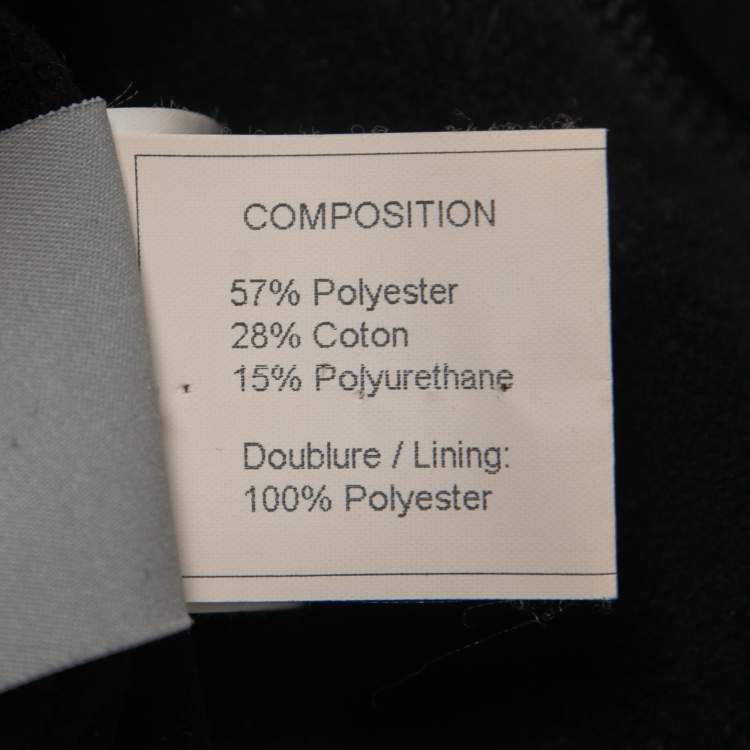 COMPOSITION
57% Polyester
28% Coton
15% Polyurethane
Doublure / Lining:
100% Polyester